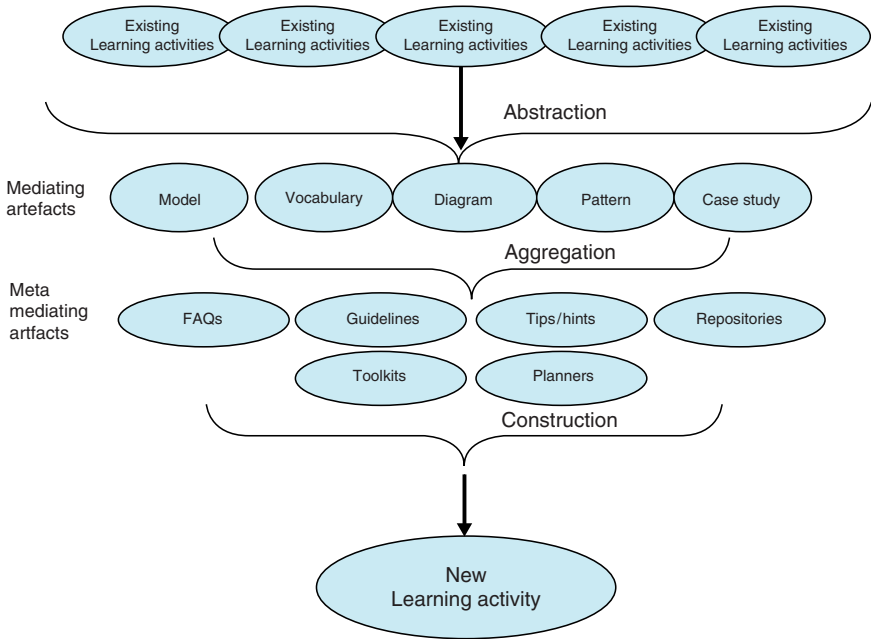 Existing Existing Existing Existing Existing
Learning activities Learning activities Learning activities Learning activities Learning activities
Abstraction
Mediating
artefacts
Model Vocabulary Diagram Pattern Case study
Aggregation
Meta
mediating
artfacts
FAQs Guidelines Tips/hints Repositories
Toolkits Planners
Construction
New
Learning activity